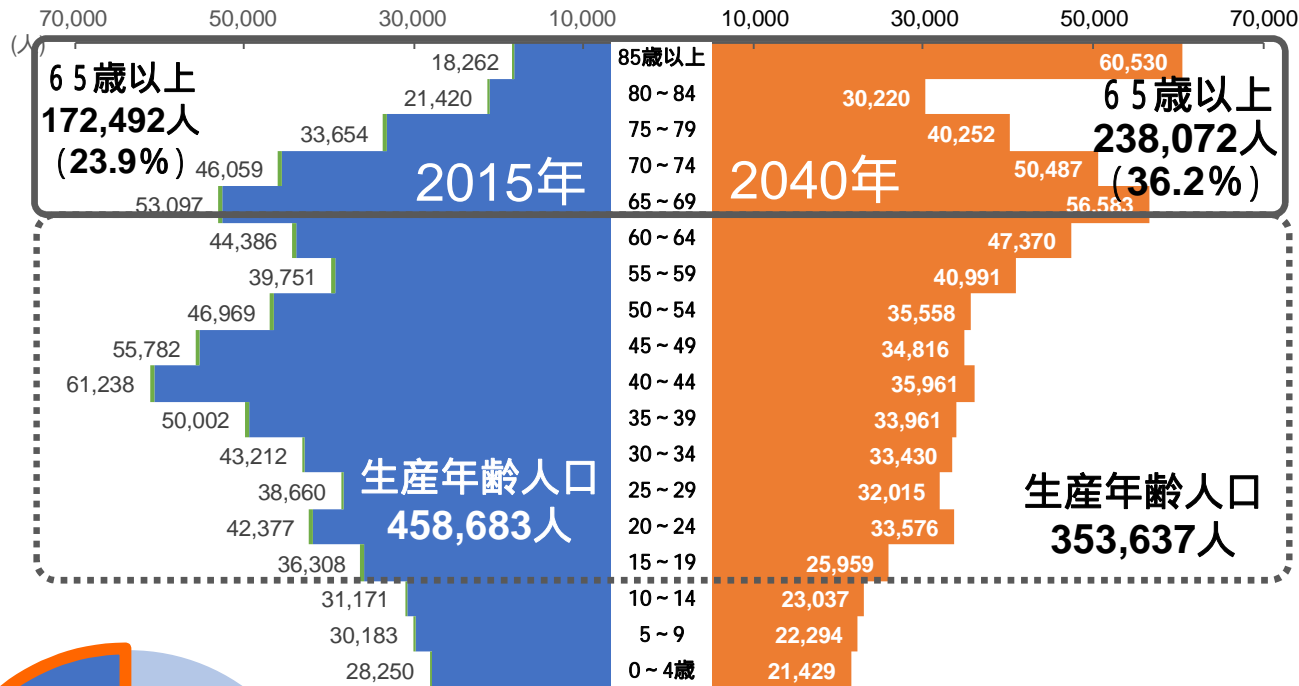 70,000 50,000 30,000 10,000 10,000 30,000 50,000 70,000
(人)
18,262 85歳以上 60,530
21,420 80~84 30,220
33,654 75~79 40,252
46,059 70~74 50,487
53,097 65~69 56,583
44,386 60~64 47,370
39,751 55~59 40,991
46,969 50~54 35,558
55,782 45~49 34,816
61,238 40~44 35,961
50,002 35~39 33,961
43,212 30~34 33,430
38,660 25~29 32,015
42,377 20~24 33,576
36,308 15~19 25,959
31,171 10~14 23,037
30,183 5~9 22,294
28,250 0~4歳 21,429
65歳以上
172,492人
(23.9%)
2015年
生産年齢人口
458,683人
2040年
65歳以上
238,072人
(36.2%)
生産年齢人口
353,637人